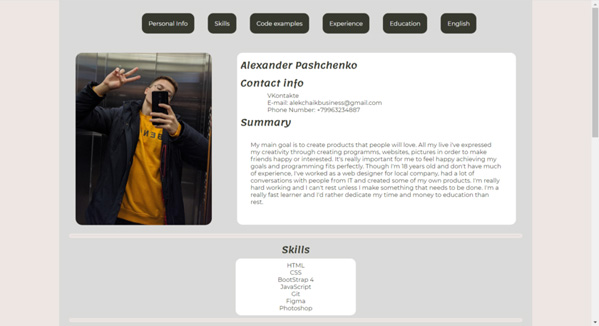 Personal Info Skills Code examples Experience Education English
Alexander Pashchenko
Contact info
VKontakte
E-mail: alekchaikbusiness@gmail.com
Phone Number: +79963234887
Summary
My main goal is to create products that people will love. All my live I've expressed
my creativity through creating programms, websites, pictures in order to make
friends happy or interested. It's really important for me to feel happy achieving my
goals and programming fits perfectly. Though I'm 18 years old and don't have much
of experience, I've worked as a web designer for local company, had a lot of
conversations with people from IT and created some of my own products. I'm really
hard working and I can't rest unless I make something that needs to be done. I'm a
really fast learner and I'd rather dedicate my time and money to education than
rest.
Skills
HTML
CSS
BootStrap 4
JavaScript
Git
Figma
Photoshop